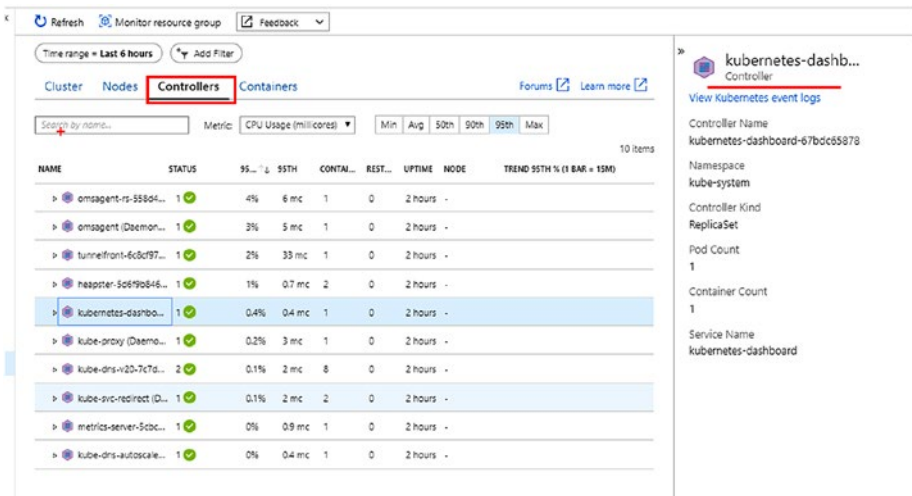 Refresh Monitor resource group Feedback
Time range = Last 6 hours Add Filter
Cluster Nodes Controllers Containers Forums Learn more
Search by name... Metric: CPU Usage (millicores) Min Avg 50th 90th 95th Max
10 items
NAME STATUS 95... 95TH CONTAI... REST... UPTIME NODE TREND 95TH % (1 BAR = 15M)
omsagent-rs-558d4... 1 4% 6 mc 1 0 2 hours -
omsagent (Daemon... 1 3% 5 mc 1 0 2 hours -
tunnelfront-6c8cf97... 1 2% 33 mc 1 0 2 hours -
heapster-5d6f9b846... 1 1% 0.7 mc 2 0 2 hours -
kubernetes-dashbo... 1 0.4% 0.4 mc 1 0 2 hours -
kube-proxy (Daemo... 1 0.2% 3 mc 1 0 2 hours -
kube-dns-v20-7c7d... 2 0.1% 2 mc 8 0 2 hours -
kube-svc-redirect (D... 1 0.1% 2 mc 2 0 2 hours -
metrics-server-5cbc... 1 0% 0.9 mc 1 0 2 hours -
kube-dns-autoscale... 1 0% 0.4 mc 1 0 2 hours -
kubernetes-dashb...
Controller
View Kubernetes event logs
Controller Name
kubernetes-dashboard-67bdc65878
Namespace
kube-system
Controller Kind
ReplicaSet
Pod Count
1
Container Count
1
Service Name
kubernetes-dashboard